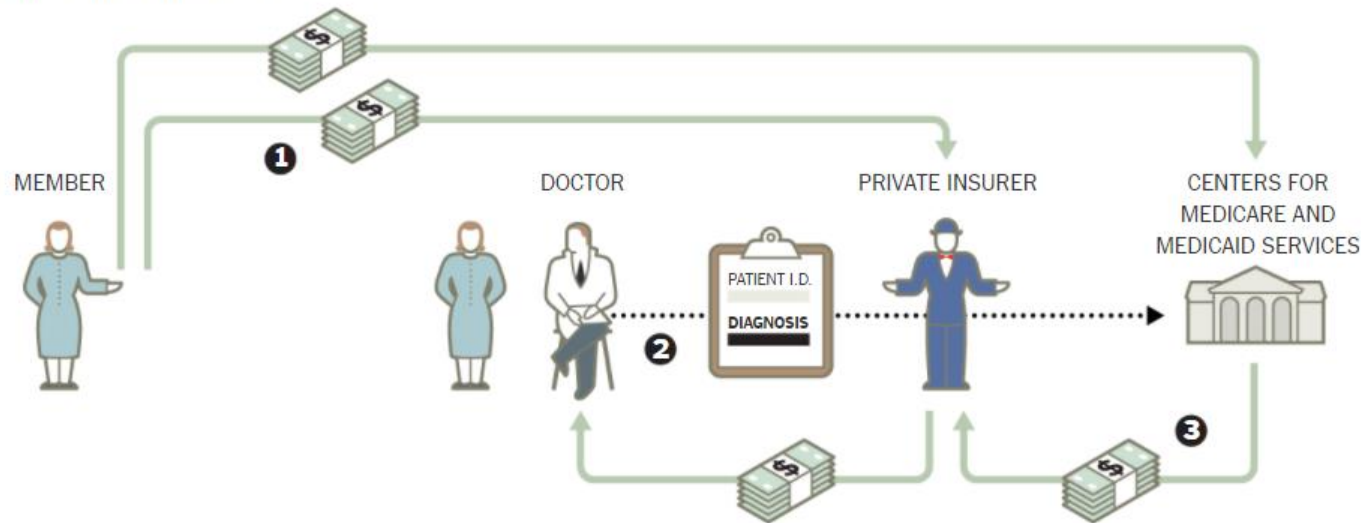 $
$
1
MEMBER
DOCTOR
PRIVATE INSURER
CENTERS FOR
MEDICARE AND
MEDICAID SERVICES
PATIENT I.D.
DIAGNOSIS
2
3
$
$